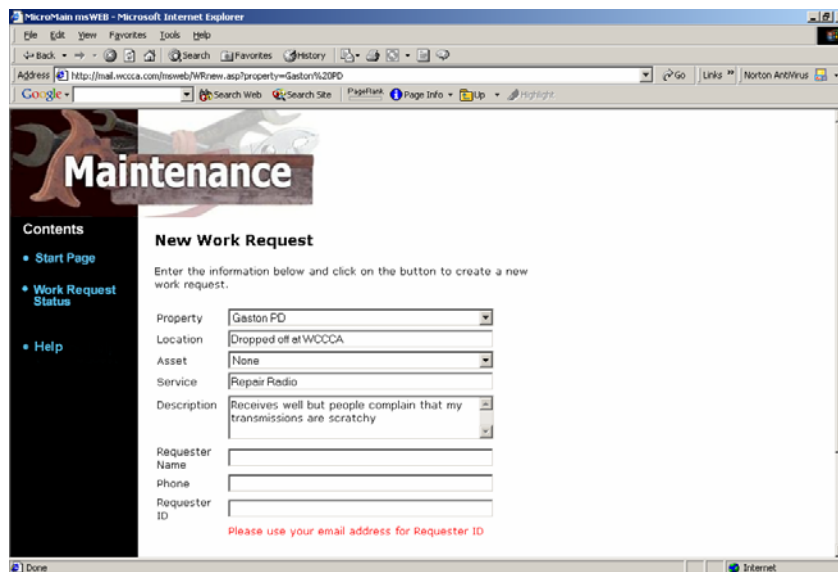 MicroMain msWEB - Microsoft Internet Explorer
File Edit View Favorites Tools Help
Back Search Favorites History
Address http://mail.wccca.com/msweb/WRnew.asp?property=Gaston%20PD Go Links » Norton AntiVirus
Google Search Web Search Site PageRank Page Info Up Highlight
Maintenance
Contents
Start Page
Work Request
Status
Help
New Work Request
Enter the information below and click on the button to create a new
work request.
Property Gaston PD
Location Dropped off at WCCCA
Asset None
Service Repair Radio
Description Receives well but people complain that my
transmissions are scratchy
Requester
Name
Phone
Requester
ID
Please use your email address for Requester ID
Done Internet